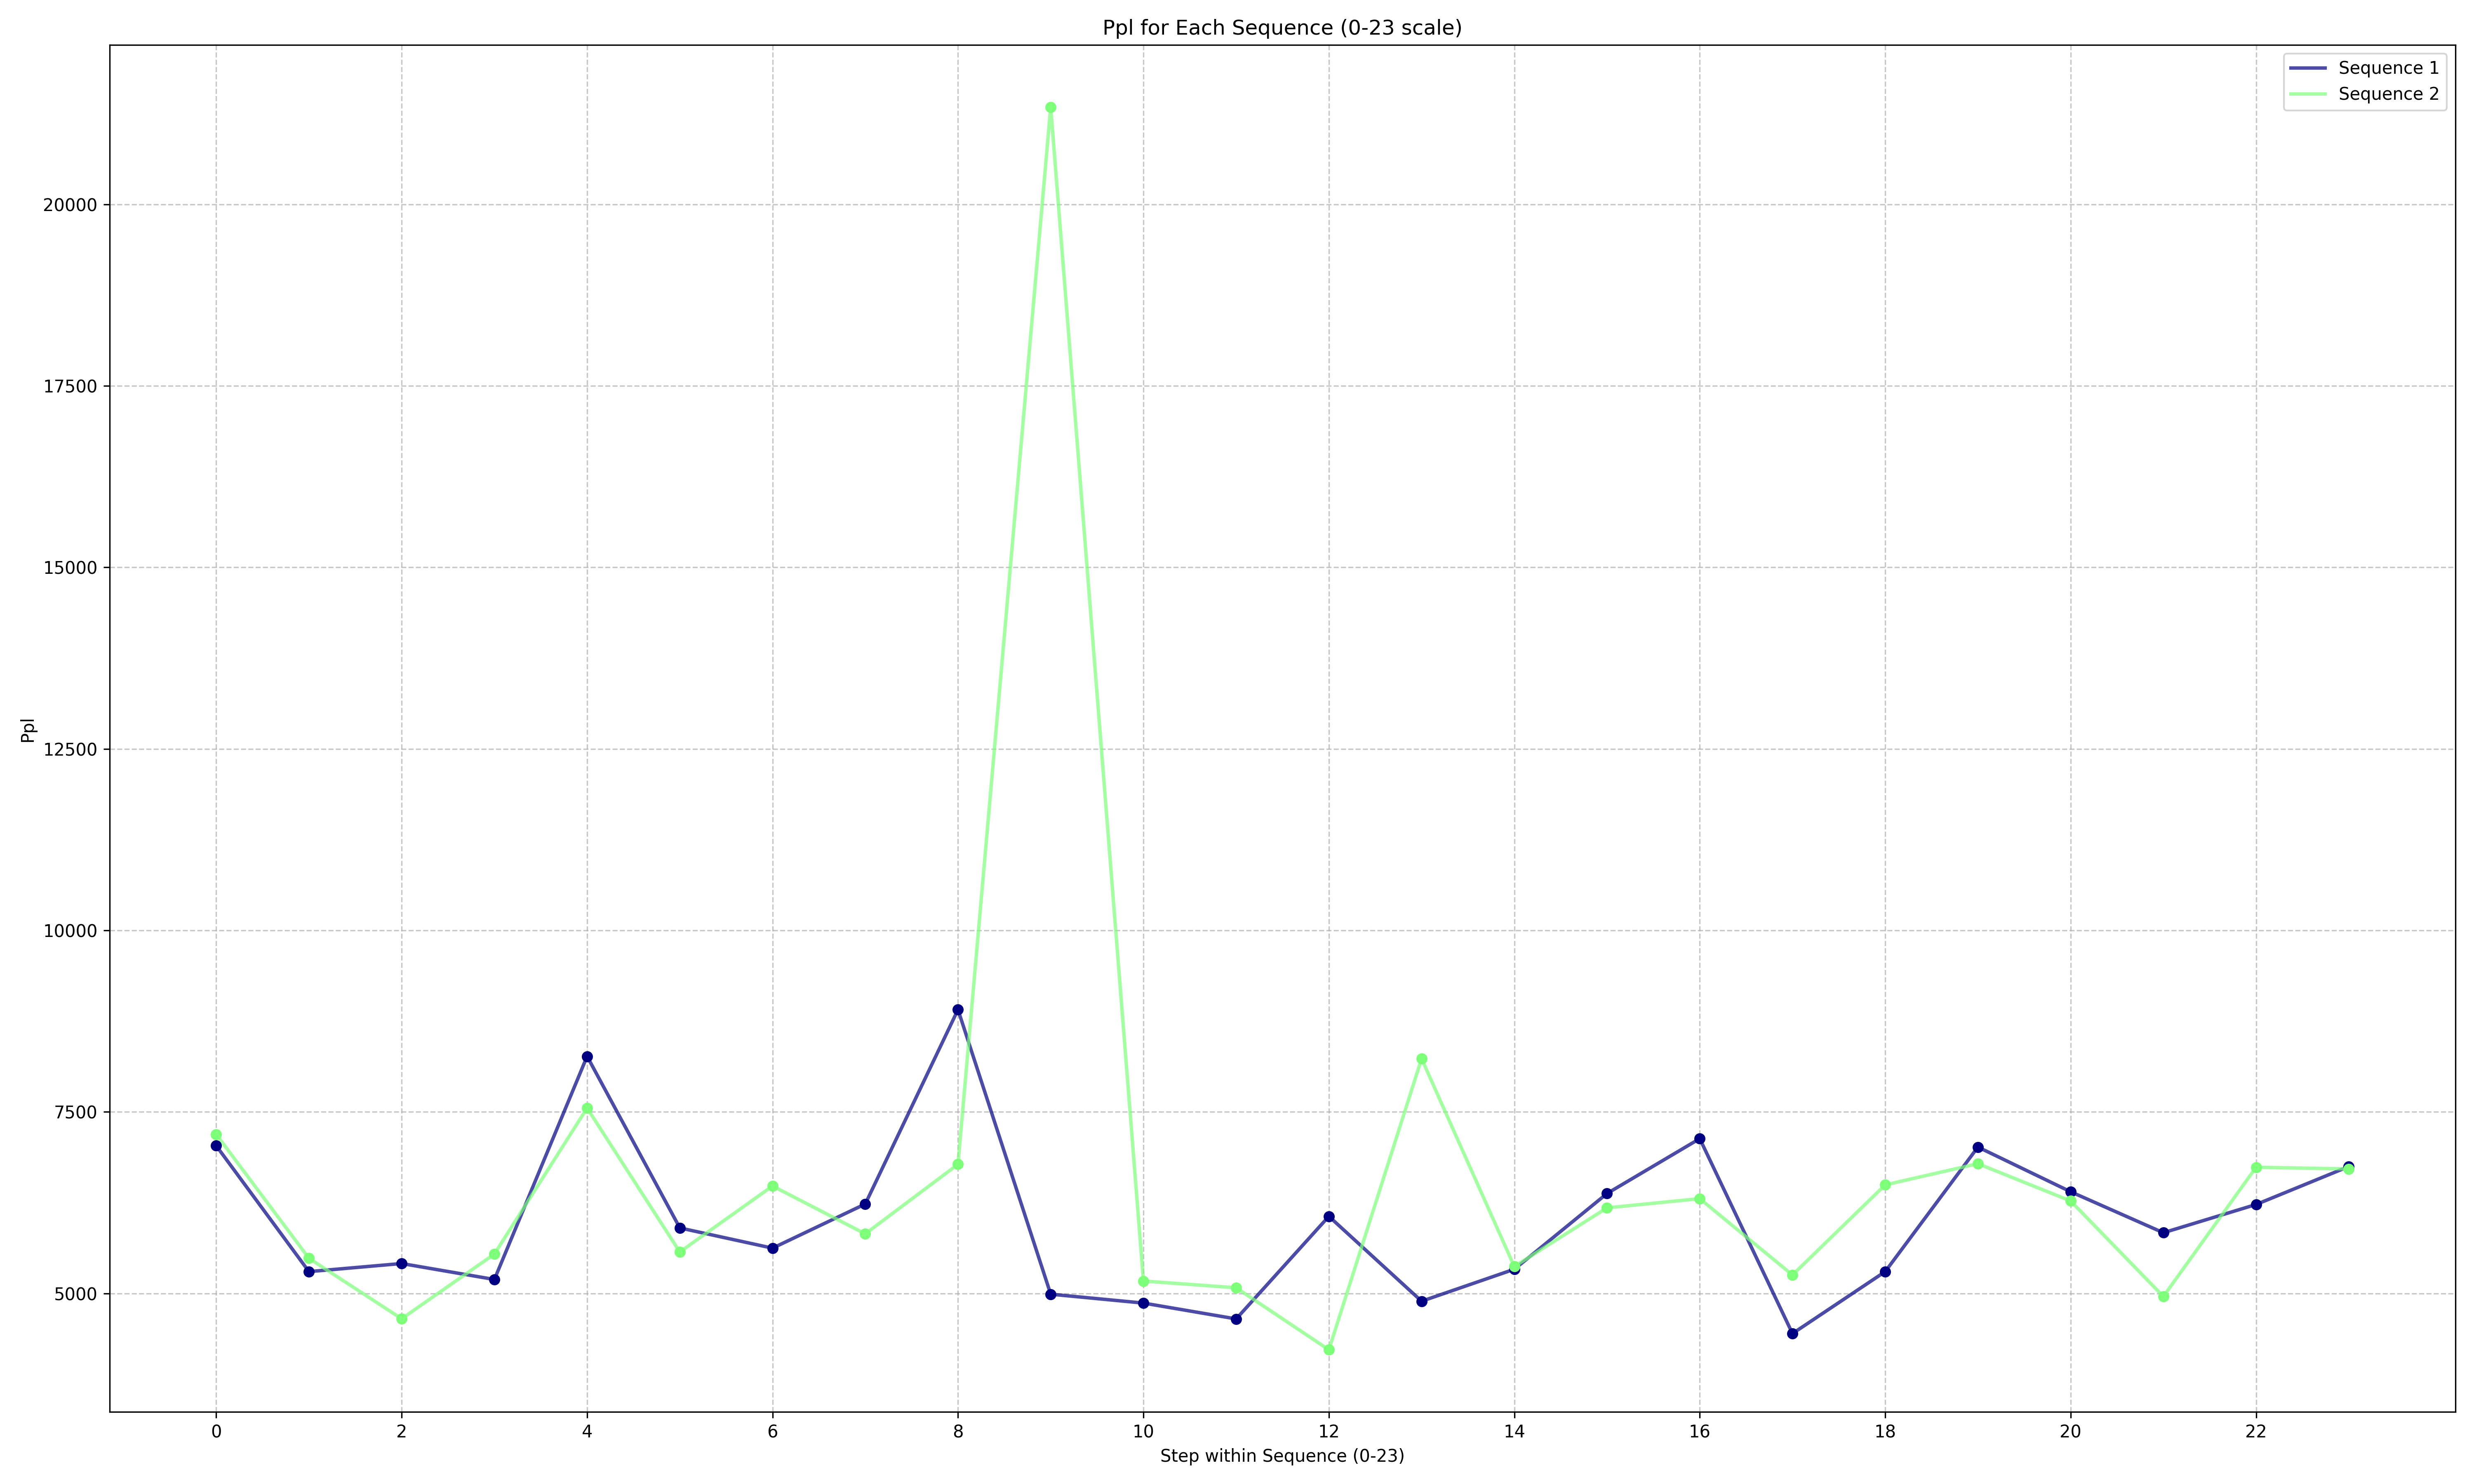 Ppl for Each Sequence (0-23 scale)
Sequence 1
Sequence 2
20000
17500
15000
12500
10000
7500
5000
Ppl
0 2 4 6 8 10 12 14 16 18 20 22
Step within Sequence (0-23)